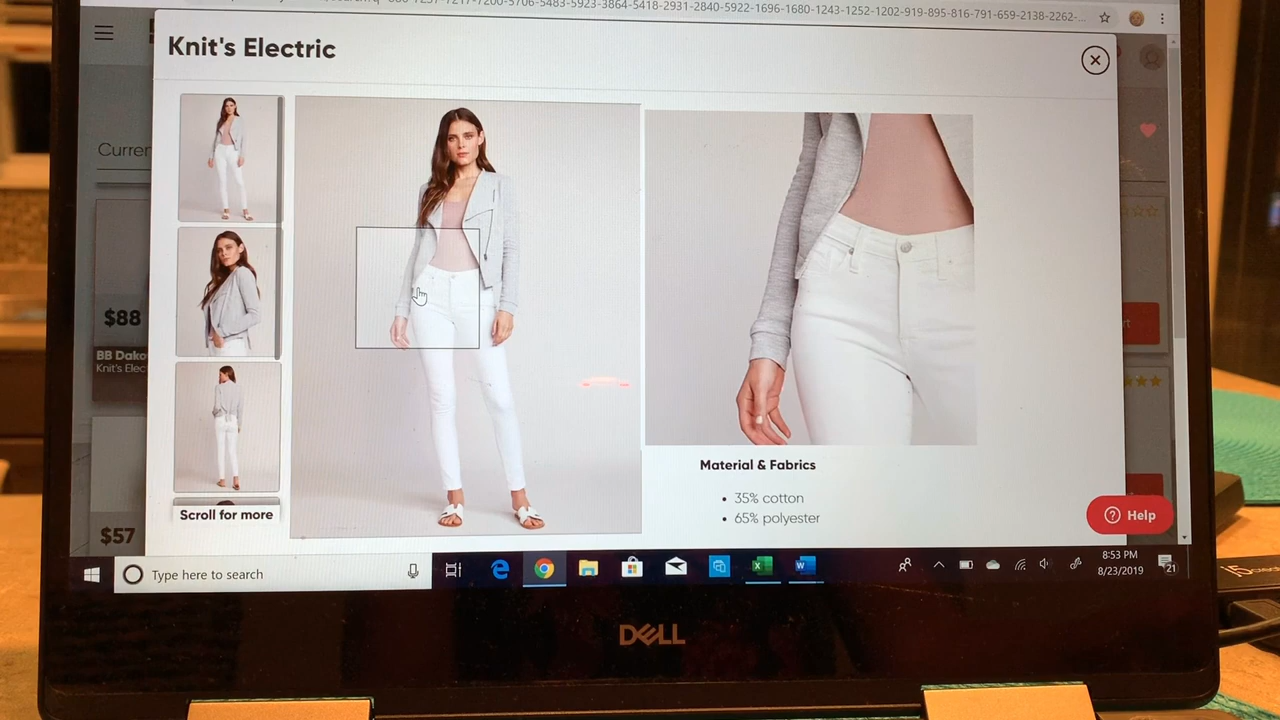 Knit's Electric
Curren
$88
BB Dako
Knit's Elec
$57
Scroll for more
Material & Fabrics
35% cotton
65% polyester
Help
Type here to search
8:53 PM
8/23/2019
21
DELL